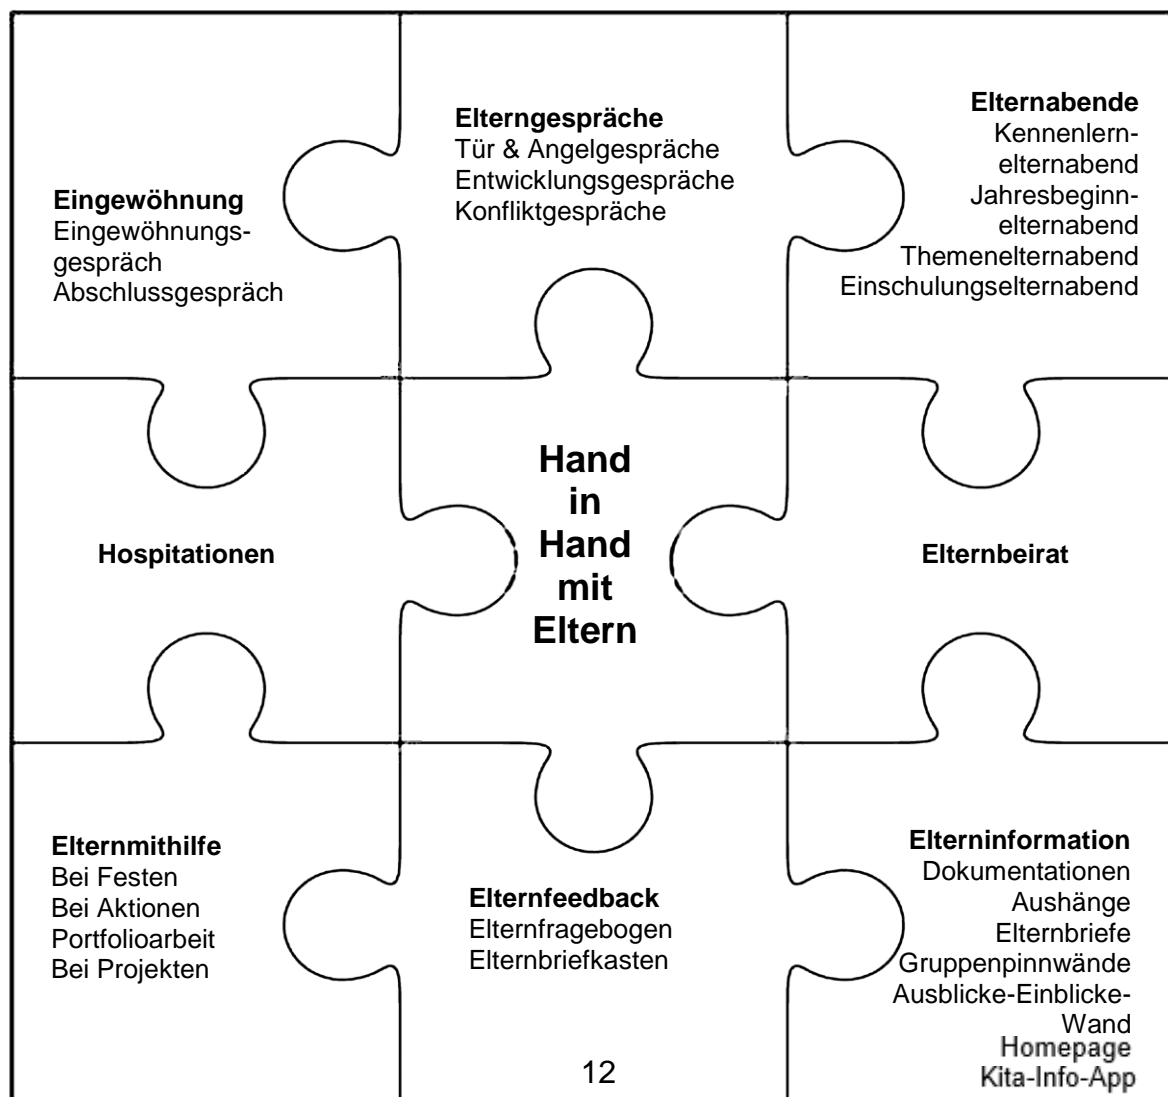 Eingewöhnung
Eingewöhnungs-
gespräch
Abschlussgespräch
Elterngespräche
Tür & Angelgespräche
Entwicklungsgespräche
Konfliktgespräche
Elternabende
Kennenlern-
elternabend
Jahresbeginn-
elternabend
Themenelternabend
Einschulungselternabend
Hospitationen
Hand
in
Hand
mit
Eltern
Elternbeirat
Elternmithilfe
Bei Festen
Bei Aktionen
Portfolioarbeit
Bei Projekten
Elternfeedback
Elternfragebogen
Elternbriefkasten
Elterninformation
Dokumentationen
Aushänge
Elternbriefe
Gruppenpinnwände
Ausblicke-Einblicke-
Wand
Homepage
Kita-Info-App
12